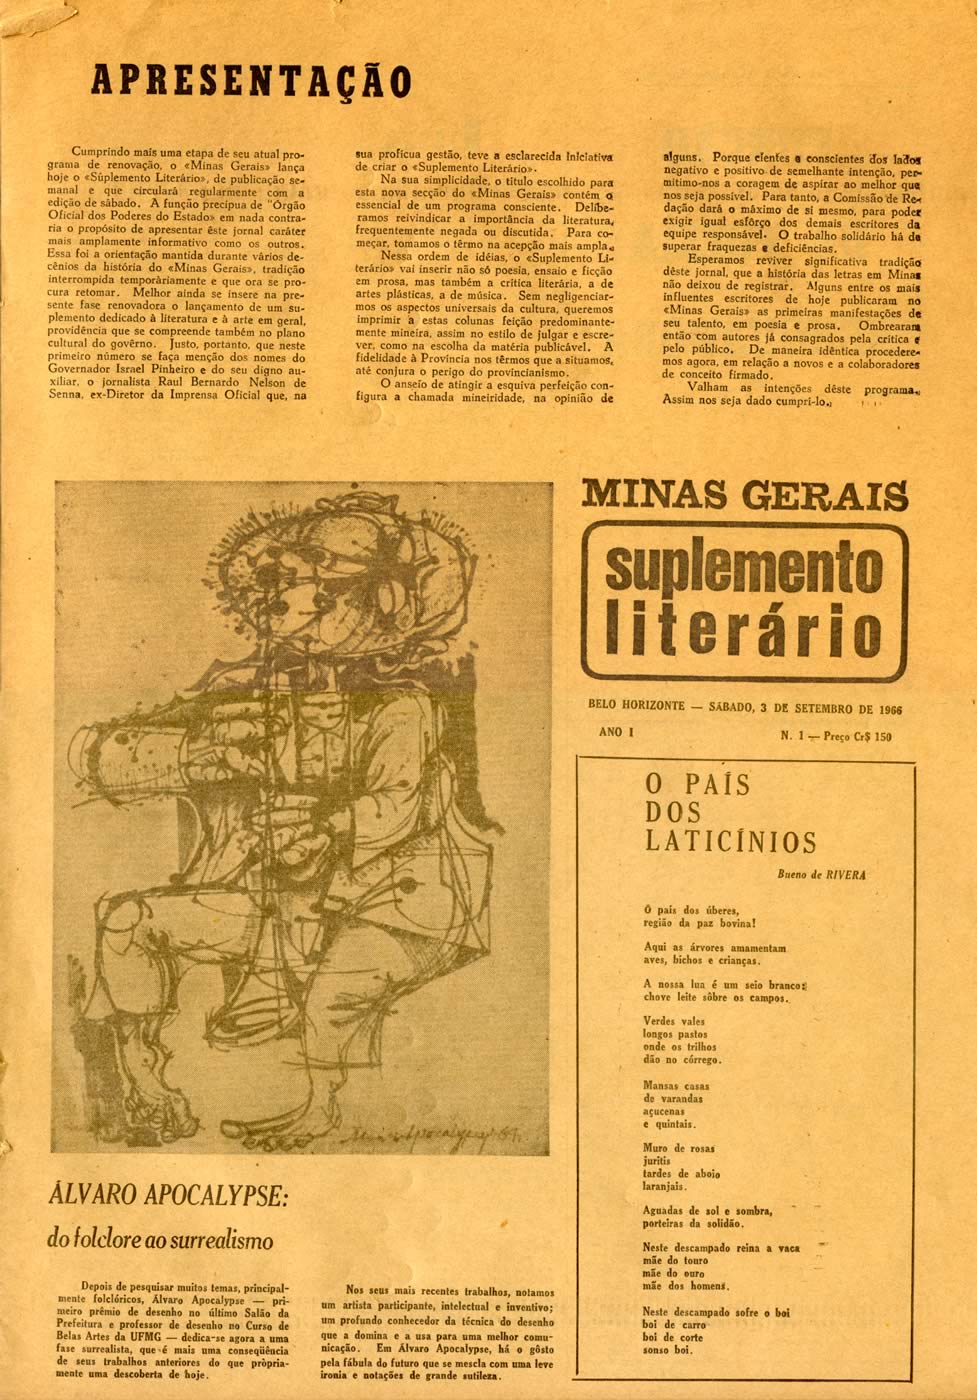 APRESENTAÇÃO
Cumprindo mais uma etapa de seu atual pro-
grama de renovação, o «Minas Gerais» lança
hoje o «Súplemento Literário», de publicação se-
manal e que circulará regularmente com a
edição de sábado. A função precípua de "Órgão
Oficial dos Poderes do Estado» em nada contra-
ria o propósito de apresentar êste jornal caráter
mais amplamente informativo como os outros.
Essa foi a orientação mantida durante vários de-
cênios da história do «Minas Gerais», tradição
interrompida temporàriamente e que ora se pro-
cura retomar. Melhor ainda se insere na pre-
sente fase renovadora o lançamento de um su-
plemento dedicado à literatura e à arte em geral,
providência que se compreende também no plano
cultural do govêrno. Justo, portanto, que neste
primeiro número se faça menção dos nomes do
Governador Israel Pinheiro e do seu digno au-
xiliar, o jornalista Raul Bernardo Nelson de
Senna, ex-Diretor da Imprensa Oficial que, na
sua profícua gestão, teve a esclarecida iniciativa
de criar o «Suplemento Literário».
Na sua simplicidade, o título escolhido para
esta nova secção do «Minas Gerais» contém o
essencial de um programa consciente. Delibe-
ramos reivindicar a importância da literatura,
frequentemente negada ou discutida. Para co-
meçar, tomamos o têrmo na acepção mais ampla.
Nessa ordem de idéias, o «Suplemento Li-
terário» vai inserir não só poesia, ensaio e ficção
em prosa, mas também a crítica literária, a de
artes plásticas, a de música. Sem negligenciar-
mos os aspectos universais da cultura, queremos
imprimir a estas colunas feição predominante-
mente mineira, assim no estilo de julgar e escre-
ver, como na escolha da matéria publicável. A
fidelidade à Província nos têrmos que a situamos,
até conjura o perigo do provincianismo.
O anseio de atingir a esquiva perfeição con-
figura a chamada mineiridade, na opinião de
alguns. Porque cientes e conscientes dos lados
negativo e positivo de semelhante intenção, per-
mitimo-nos a coragem de aspirar ao melhor que
nos seja possível. Para tanto, a Comissão de Re-
dação dará o máximo de si mesmo, para poder
exigir igual esfôrço dos demais escritores da
equipe responsável. O trabalho solidário há de
superar fraquezas e deficiências.
Esperamos reviver significativa tradição
dêste jornal, que a história das letras em Minas
não deixou de registrar. Alguns entre os mais
influentes escritores de hoje publicaram no
«Minas Gerais» as primeiras manifestações de
seu talento, em poesia e prosa. Ombrearam
então com autores já consagrados pela crítica e
pelo público. De maneira idêntica procedere-
mos agora, em relação a novos e a colaboradores
de conceito firmado.
Valham as intenções dêste programa.
Assim nos seja dado cumpri-lo.
MINAS GERAIS
suplemento
literário
BELO HORIZONTE — SÁBADO, 3 DE SETEMBRO DE 1966
ANO I N. 1 — Preço Cr$ 150
O PAÍS
DOS
LATICÍNIOS
Bueno de RIVERA
Ó país dos úberes,
região da paz bovina!
Aqui as árvores amamentam
aves, bichos e crianças.
A nossa lua é um seio branco:
chove leite sôbre os campos.
Verdes vales
longos pastos
onde os trilhos
dão no córrego.
Mansas casas
de varandas
açucenas
e quintais.
Muro de rosas
juritis
tardes de aboio
laranjais.
Aguadas de sol e sombra,
porteiras da solidão.
Neste descampado reina a vaca
mãe do touro
mãe do ouro
mãe dos homens.
Neste descampado sofre o boi
boi de carro
boi de corte
sonso boi.
Apocalypse
ÁLVARO APOCALYPSE:
do folclore ao surrealismo
Depois de pesquisar muitos temas, principal-
mente folclóricos, Álvaro Apocalypse — pri-
meiro prêmio de desenho no último Salão da
Prefeitura e professor de desenho no Curso de
Belas Artes da UFMG — dedica-se agora a uma
fase surrealista, que é mais uma conseqüência
de seus trabalhos anteriores do que pròpria-
mente uma descoberta de hoje.
Nos seus mais recentes trabalhos, notamos
um artista participante, intelectual e inventivo;
um profundo conhecedor da técnica do desenho
que a domina e a usa para uma melhor comu-
nicação. Em Álvaro Apocalypse, há o gôsto
pela fábula do futuro que se mescla com uma leve
ironia e notações de grande sutileza.